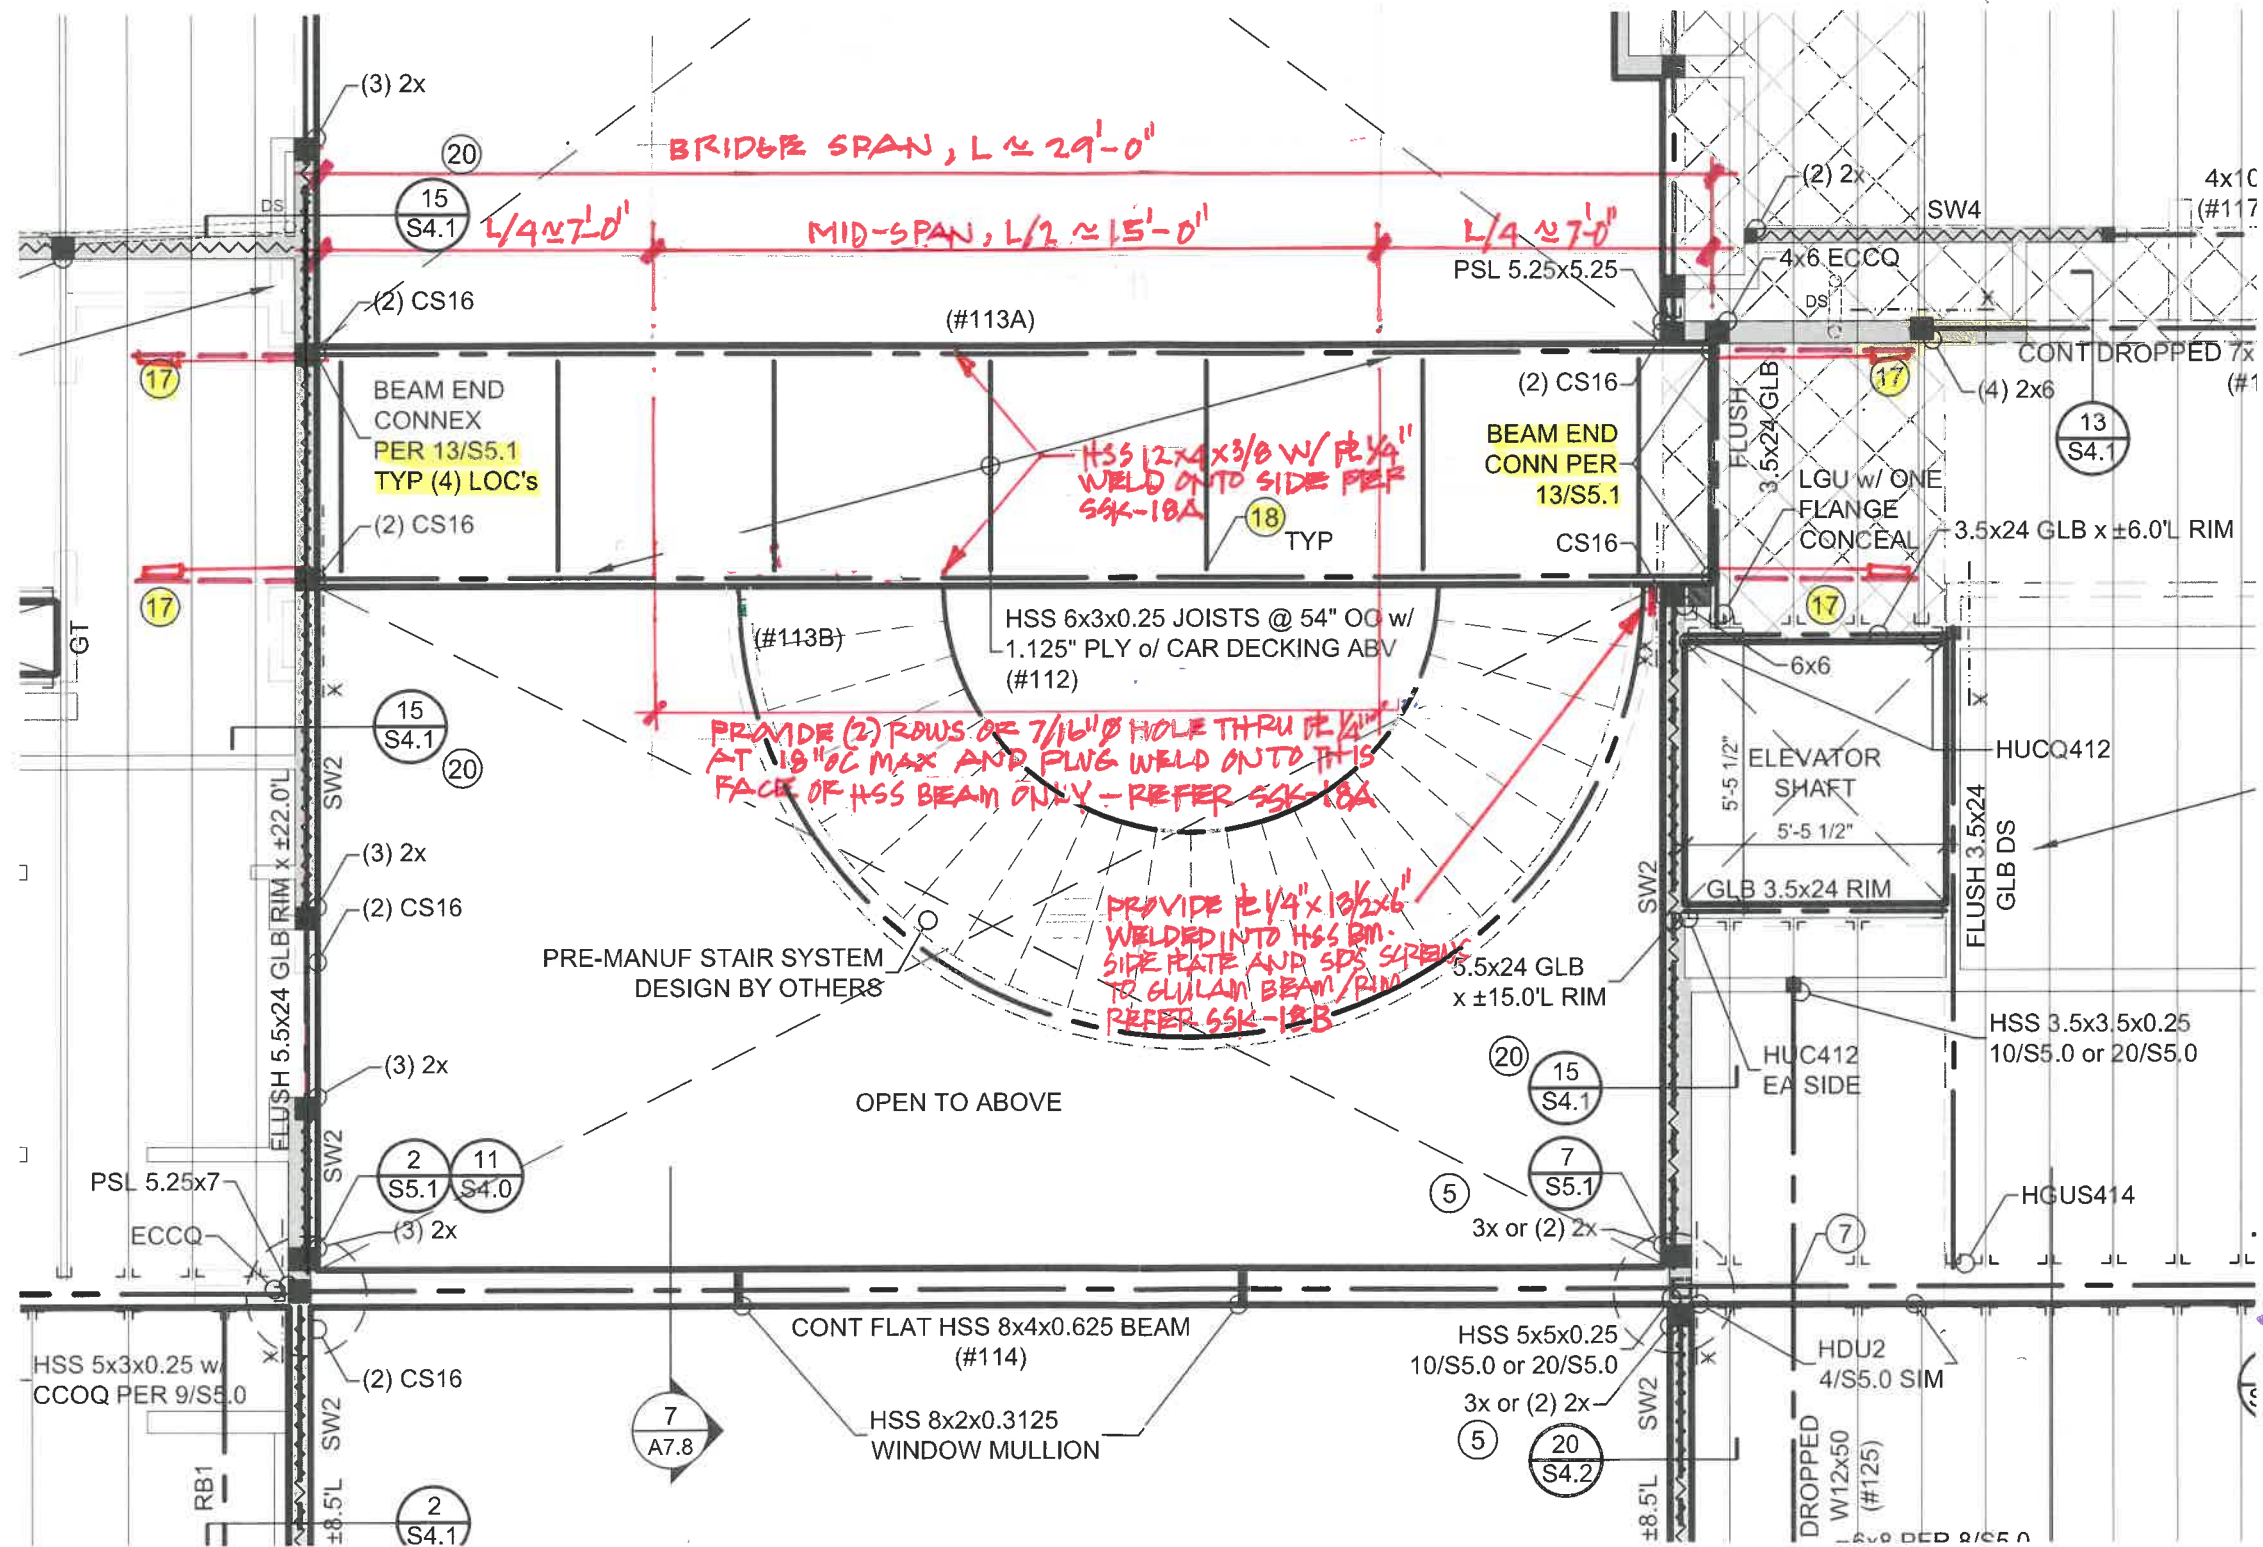 (3) 2x
20
BRIDGE SPAN, L ≈ 29'-0"
15
S4.1
DS
L/4 ≈ 7'-0"
MID-SPAN, L/2 ≈ 15'-0"
L/4 ≈ 7'-0"
(2) 2x
SW4
4x10
(#117
PSL 5.25x5.25
4x6 ECCQ
DS
X
(2) CS16
(#113A)
13
S4.1
CONT DROPPED 7x
(#1
17
BEAM END
CONNEX
PER 13/S5.1
TYP (4) LOC's
(2) CS16
(2) CS16
BEAM END
CONN PER
13/S5.1
CS16
17
(4) 2x6
FLUSH
3.5x24 GLB
HSS 12x4x3/8 W/ PL 1/4"
WELD ONTO SIDE PER
SSK-18A
18
TYP
LGU w/ ONE
FLANGE
CONCEAL
3.5x24 GLB x ±6.0'L RIM
17
17
GT
(#113B)
HSS 6x3x0.25 JOISTS @ 54" OC w/
1.125" PLY o/ CAR DECKING ABV
(#112)
XX
6x6
X
X
15
S4.1
20
SW2
PROVIDE (2) ROWS OF 7/16"Ø HOLE THRU PL 1/4"
AT 18"OC MAX AND PLUG WELD ONTO THIS
FACE OF HSS BEAM ONLY - REFER SSK-18A
5'-5 1/2"
ELEVATOR
SHAFT
5'-5 1/2"
HUCQ412
GLB 3.5x24 RIM
FLUSH 3.5x24
GLB DS
SW2
(3) 2x
(2) CS16
FLUSH 5.5x24 GLB RIM x ±22.0'L
PRE-MANUF STAIR SYSTEM
DESIGN BY OTHERS
PROVIDE PL 1/4" x 13 1/2 x 6"
WELDED INTO HSS BM.
SIDE PLATE AND SDS SCREWS
TO GLULAM BEAM/RIM
REFER SSK-18B
5.5x24 GLB
x ±15.0'L RIM
HSS 3.5x3.5x0.25
10/S5.0 or 20/S5.0
(3) 2x
OPEN TO ABOVE
20
15
S4.1
HUC412
EA SIDE
SW2
2
S5.1
11
S4.0
(3) 2x
PSL 5.25x7
ECCQ
7
S5.1
5
3x or (2) 2x
HGUS414
7
CONT FLAT HSS 8x4x0.625 BEAM
(#114)
HSS 5x3x0.25 w/
CCOQ PER 9/S5.0
X
(2) CS16
7
A7.8
HSS 8x2x0.3125
WINDOW MULLION
HSS 5x5x0.25
10/S5.0 or 20/S5.0
3x or (2) 2x
5
20
S4.2
X
HDU2
4/S5.0 SIM
SW2
±8.5'L
RB1
2
S4.1
SW2
±8.5'L
DROPPED
W12x50
(#125)
6x8 PER 8/S5.0